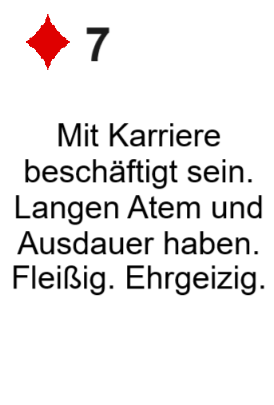 7
Mit Karriere
beschäftigt sein.
Langen Atem und
Ausdauer haben.
Fleißig. Ehrgeizig.